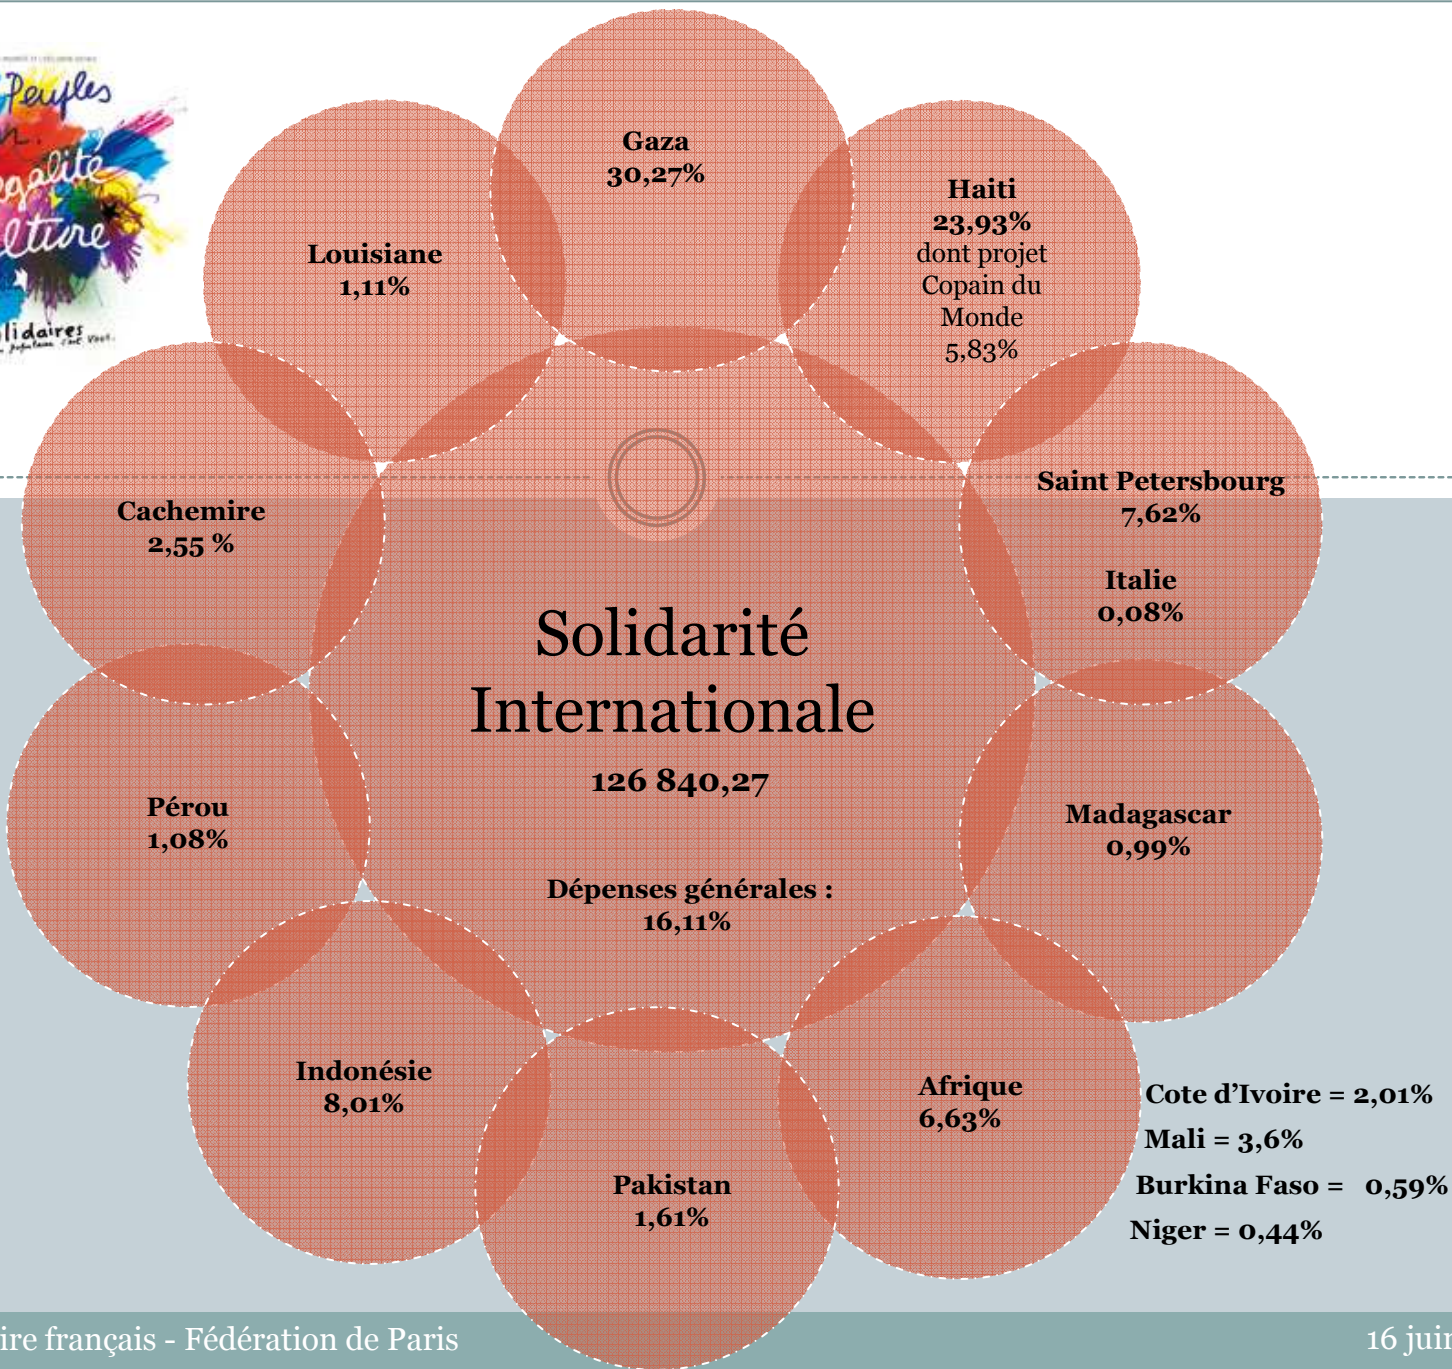 Peuples
Gaza
30,27%
Haiti
23,93%
dont projet
Copain du
Monde
5,83%
Louisiane
1,11%
Saint Petersbourg
7,62%
Italie
0,08%
Cachemire
2,55 %
Solidarité
Internationale
126 840,27
Dépenses générales :
16,11%
Pérou
1,08%
Madagascar
0,99%
Indonésie
8,01%
Afrique
6,63%
Cote d'Ivoire = 2,01%
Mali = 3,6%
Burkina Faso = 0,59%
Niger = 0,44%
Pakistan
1,61%
ire français - Fédération de Paris
16 juin